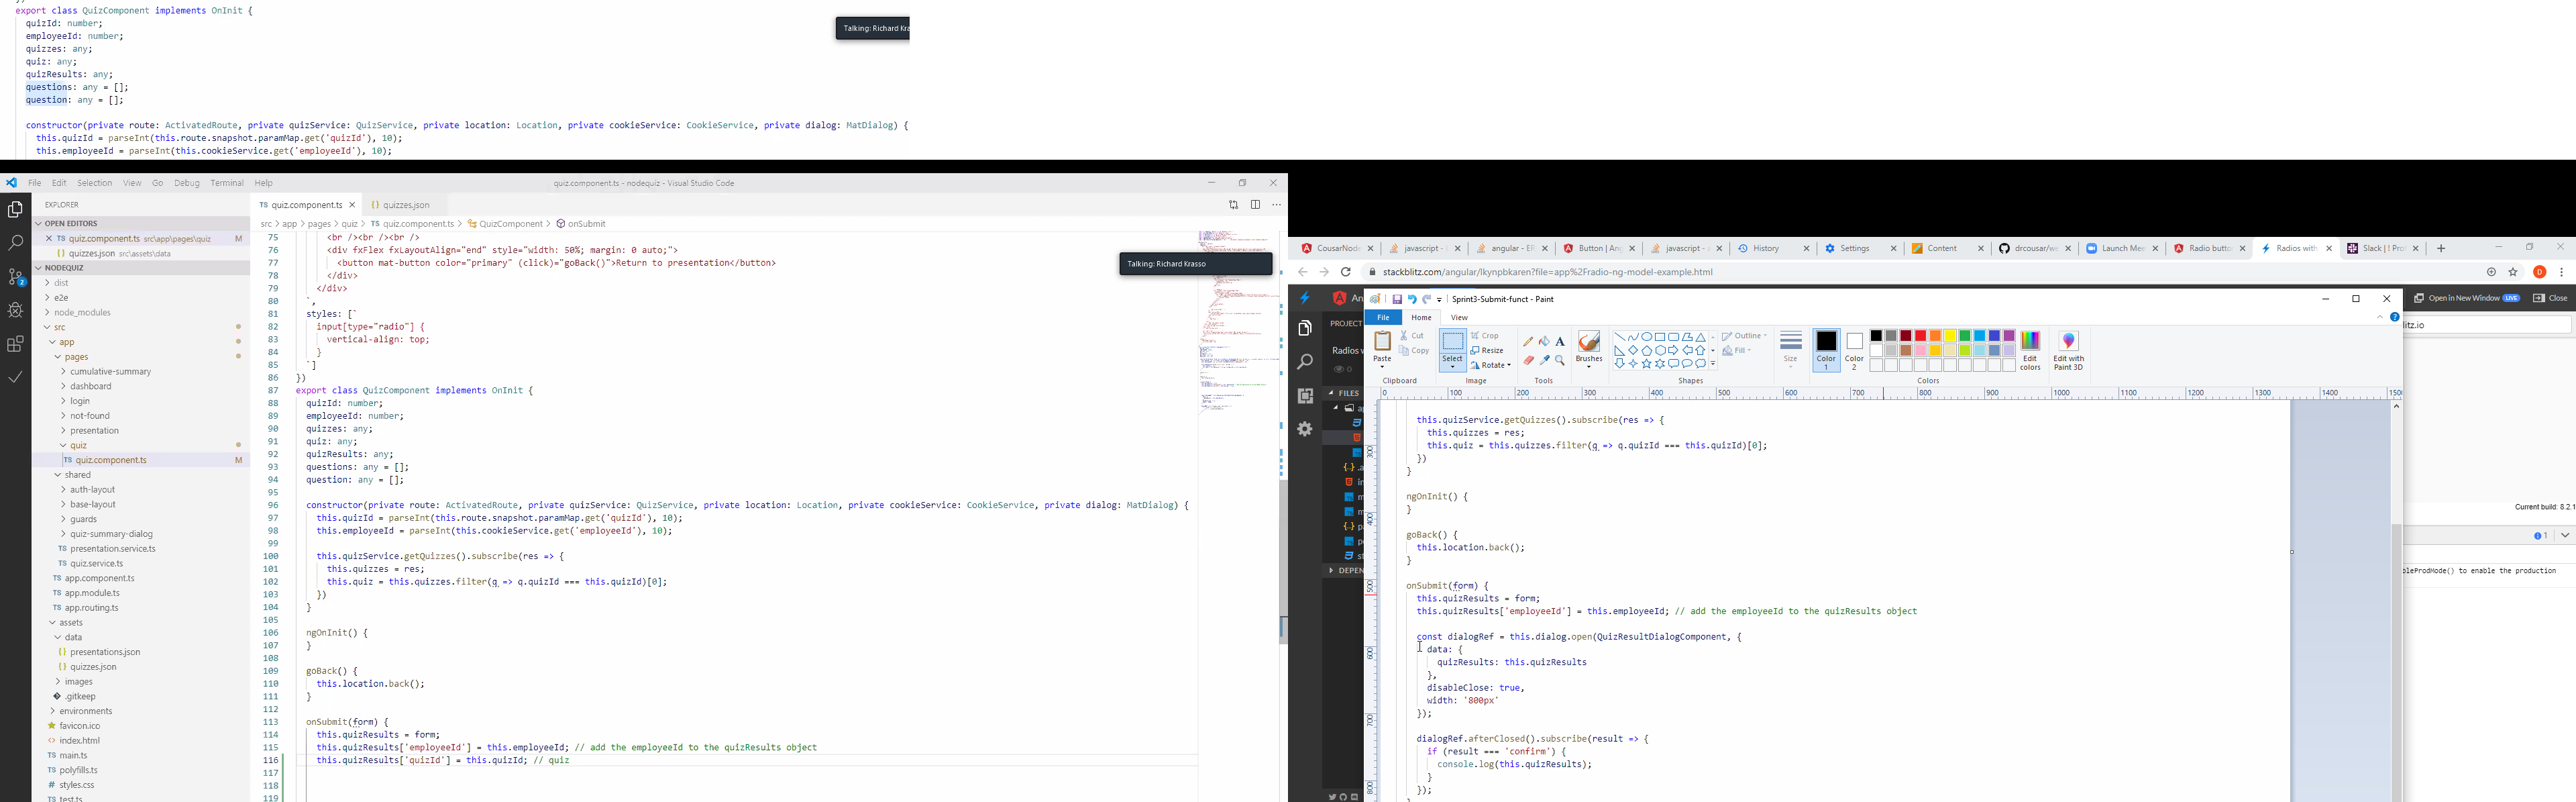 export class QuizComponent implements OnInit {
quizId: number;
employeeId: number;
quizzes: any;
quiz: any;
quizResults: any;
questions: any = [];
question: any = [];
constructor(private route: ActivatedRoute, private quizService: QuizService, private location: Location, private cookieService: CookieService, private dialog: MatDialog) {
this.quizId = parseInt(this.route.snapshot.paramMap.get('quizId'), 10);
this.employeeId = parseInt(this.cookieService.get('employeeId'), 10);
Talking: Richard Kra
File Edit Selection View Go Debug Terminal Help
quiz.component.ts - nodequiz - Visual Studio Code
EXPLORER
OPEN EDITORS
TS quiz.component.ts src\app\pages\quiz M
{} quizzes.json src\assets\data
NODEQUIZ
dist
e2e
node_modules
src
app
pages
cumulative-summary
dashboard
login
not-found
presentation
quiz
TS quiz.component.ts M
shared
auth-layout
base-layout
guards
quiz-summary-dialog
TS presentation.service.ts
TS quiz.service.ts
TS app.component.ts
TS app.module.ts
TS app.routing.ts
assets
data
{} presentations.json
{} quizzes.json
images
.gitkeep
environments
favicon.ico
<> index.html
TS main.ts
TS polyfills.ts
# styles.css
TS test.ts
2
TS quiz.component.ts {} quizzes.json
src > app > pages > quiz > TS quiz.component.ts > QuizComponent > onSubmit
75 <br /><br /><br />
76 <div fxFlex fxLayoutAlign="end" style="width: 50%; margin: 0 auto;">
77 <button mat-button color="primary" (click)="goBack()">Return to presentation</button>
78 </div>
79 </div>
80 `,
81 styles: [`
82 input[type="radio"] {
83 vertical-align: top;
84 }
85 `]
86 })
87 export class QuizComponent implements OnInit {
88 quizId: number;
89 employeeId: number;
90 quizzes: any;
91 quiz: any;
92 quizResults: any;
93 questions: any = [];
94 question: any = [];
95
96 constructor(private route: ActivatedRoute, private quizService: QuizService, private location: Location, private cookieService: CookieService, private dialog: MatDialog) {
97 this.quizId = parseInt(this.route.snapshot.paramMap.get('quizId'), 10);
98 this.employeeId = parseInt(this.cookieService.get('employeeId'), 10);
99
100 this.quizService.getQuizzes().subscribe(res => {
101 this.quizzes = res;
102 this.quiz = this.quizzes.filter(q => q.quizId === this.quizId)[0];
103 })
104 }
105
106 ngOnInit() {
107 }
108
109 goBack() {
110 this.location.back();
111 }
112
113 onSubmit(form) {
114 this.quizResults = form;
115 this.quizResults['employeeId'] = this.employeeId; // add the employeeId to the quizResults object
116 this.quizResults['quizId'] = this.quizId; // quiz
117
118
119
Talking: Richard Krasso
CousarNode javascript - angular - ER Button | Ang javascript - History Settings Content drcousar/we Launch Mee Radio butto Radios with Slack | ! Pro
stackblitz.com/angular/lkynpbkaren?file=app%2Fradio-ng-model-example.html
Open in New Window LIVE Close
PROJECT
Radios w
0
FILES
DEPEN
litz.io
Current build: 8.2.1
1
bleProdMode() to enable the production
Sprint3-Submit-funct - Paint
File Home View
Paste Cut Copy Select Crop Resize Rotate Brushes Outline Fill Size Color 1 Color 2 Edit colors Edit with Paint 3D
Clipboard Image Tools Shapes Colors
0 100 200 300 400 500 600 700 800 900 1000 1100 1200 1300 1400 1500
300
400
500
600
700
800
this.quizService.getQuizzes().subscribe(res => {
this.quizzes = res;
this.quiz = this.quizzes.filter(q => q.quizId === this.quizId)[0];
})
}
ngOnInit() {
}
goBack() {
this.location.back();
}
onSubmit(form) {
this.quizResults = form;
this.quizResults['employeeId'] = this.employeeId; // add the employeeId to the quizResults object
const dialogRef = this.dialog.open(QuizResultDialogComponent, {
data: {
quizResults: this.quizResults
},
disableClose: true,
width: '800px'
});
dialogRef.afterClosed().subscribe(result => {
if (result === 'confirm') {
console.log(this.quizResults);
}
});